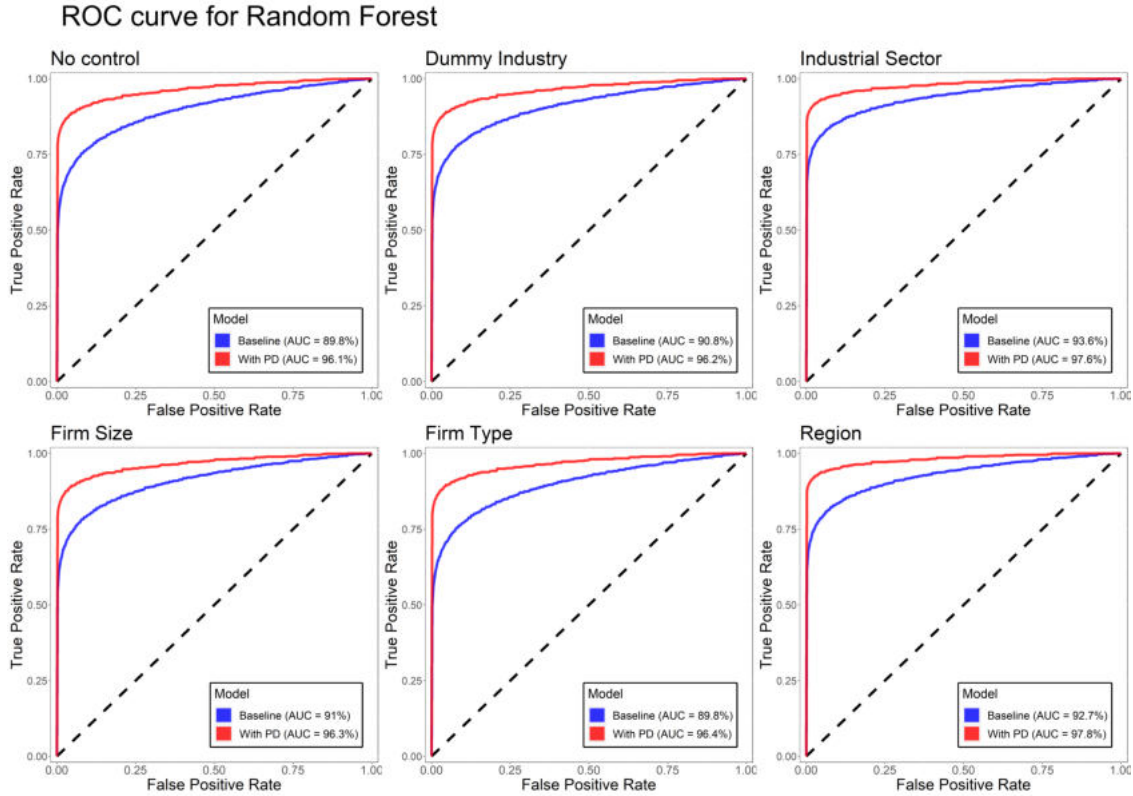 ROC curve for Random Forest
No control
1.00
0.75
0.50
0.25
0.00
True Positive Rate
Model
Baseline (AUC = 89.8%)
With PD (AUC = 96.1%)
0.00 0.25 0.50 0.75 1.00
False Positive Rate
Dummy Industry
1.00
0.75
0.50
0.25
0.00
True Positive Rate
Model
Baseline (AUC = 90.8%)
With PD (AUC = 96.2%)
0.00 0.25 0.50 0.75 1.00
False Positive Rate
Industrial Sector
1.00
0.75
0.50
0.25
0.00
True Positive Rate
Model
Baseline (AUC = 93.6%)
With PD (AUC = 97.6%)
0.00 0.25 0.50 0.75 1.00
False Positive Rate
Firm Size
1.00
0.75
0.50
0.25
0.00
True Positive Rate
Model
Baseline (AUC = 91%)
With PD (AUC = 96.3%)
0.00 0.25 0.50 0.75 1.00
False Positive Rate
Firm Type
1.00
0.75
0.50
0.25
0.00
True Positive Rate
Model
Baseline (AUC = 89.8%)
With PD (AUC = 96.4%)
0.00 0.25 0.50 0.75 1.00
False Positive Rate
Region
1.00
0.75
0.50
0.25
0.00
True Positive Rate
Model
Baseline (AUC = 92.7%)
With PD (AUC = 97.8%)
0.00 0.25 0.50 0.75 1.00
False Positive Rate